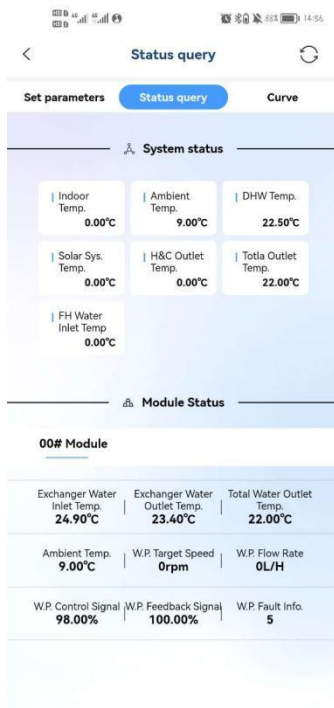 88% 14:56
Status query
Set parameters Status query Curve
System status
Indoor Temp.
0.00°C
Ambient Temp.
9.00°C
DHW Temp.
22.50°C
Solar Sys. Temp.
0.00°C
H&C Outlet Temp.
0.00°C
Totla Outlet Temp.
22.00°C
FH Water Inlet Temp
0.00°C
Module Status
00# Module
Exchanger Water Inlet Temp.
24.90°C
Exchanger Water Outlet Temp.
23.40°C
Total Water Outlet Temp.
22.00°C
Ambient Temp.
9.00°C
W.P. Target Speed
0rpm
W.P. Flow Rate
0L/H
W.P. Control Signal
98.00%
W.P. Feedback Signal
100.00%
W.P. Fault Info.
5